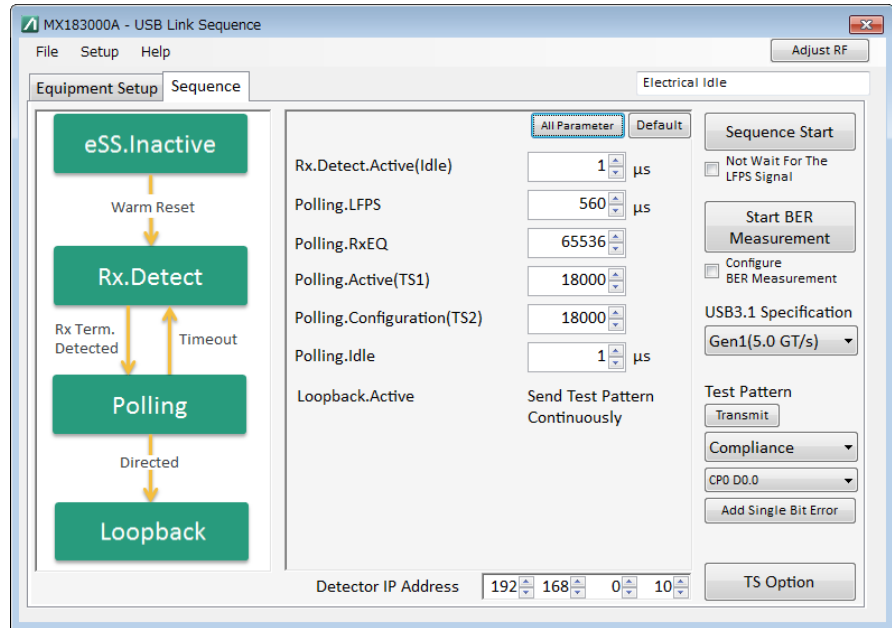 MX183000A - USB Link Sequence
File Setup Help
Adjust RF
Equipment Setup
Sequence
Electrical Idle
eSS.Inactive
Warm Reset
Rx.Detect
Rx Term.
Detected
Timeout
Polling
Directed
Loopback
All Parameter
Default
Rx.Detect.Active(Idle) 1 µs
Polling.LFPS 560 µs
Polling.RxEQ 65536
Polling.Active(TS1) 18000
Polling.Configuration(TS2) 18000
Polling.Idle 1 µs
Loopback.Active Send Test Pattern
Continuously
Detector IP Address 192 168 0 10
Sequence Start
Not Wait For The
LFPS Signal
Start BER
Measurement
Configure
BER Measurement
USB3.1 Specification
Gen1(5.0 GT/s)
Test Pattern
Transmit
Compliance
CP0 D0.0
Add Single Bit Error
TS Option